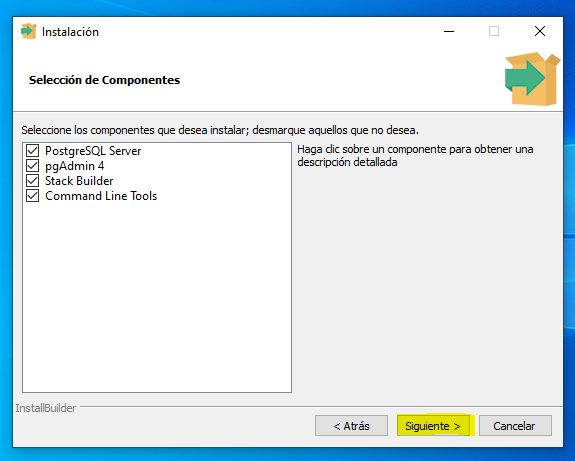 Instalación
Selección de Componentes
Seleccione los componentes que desea instalar; desmarque aquellos que no desea.
PostgreSQL Server
pgAdmin 4
Stack Builder
Command Line Tools
Haga clic sobre un componente para obtener una
descripción detallada
InstallBuilder
< Atrás
Siguiente >
Cancelar